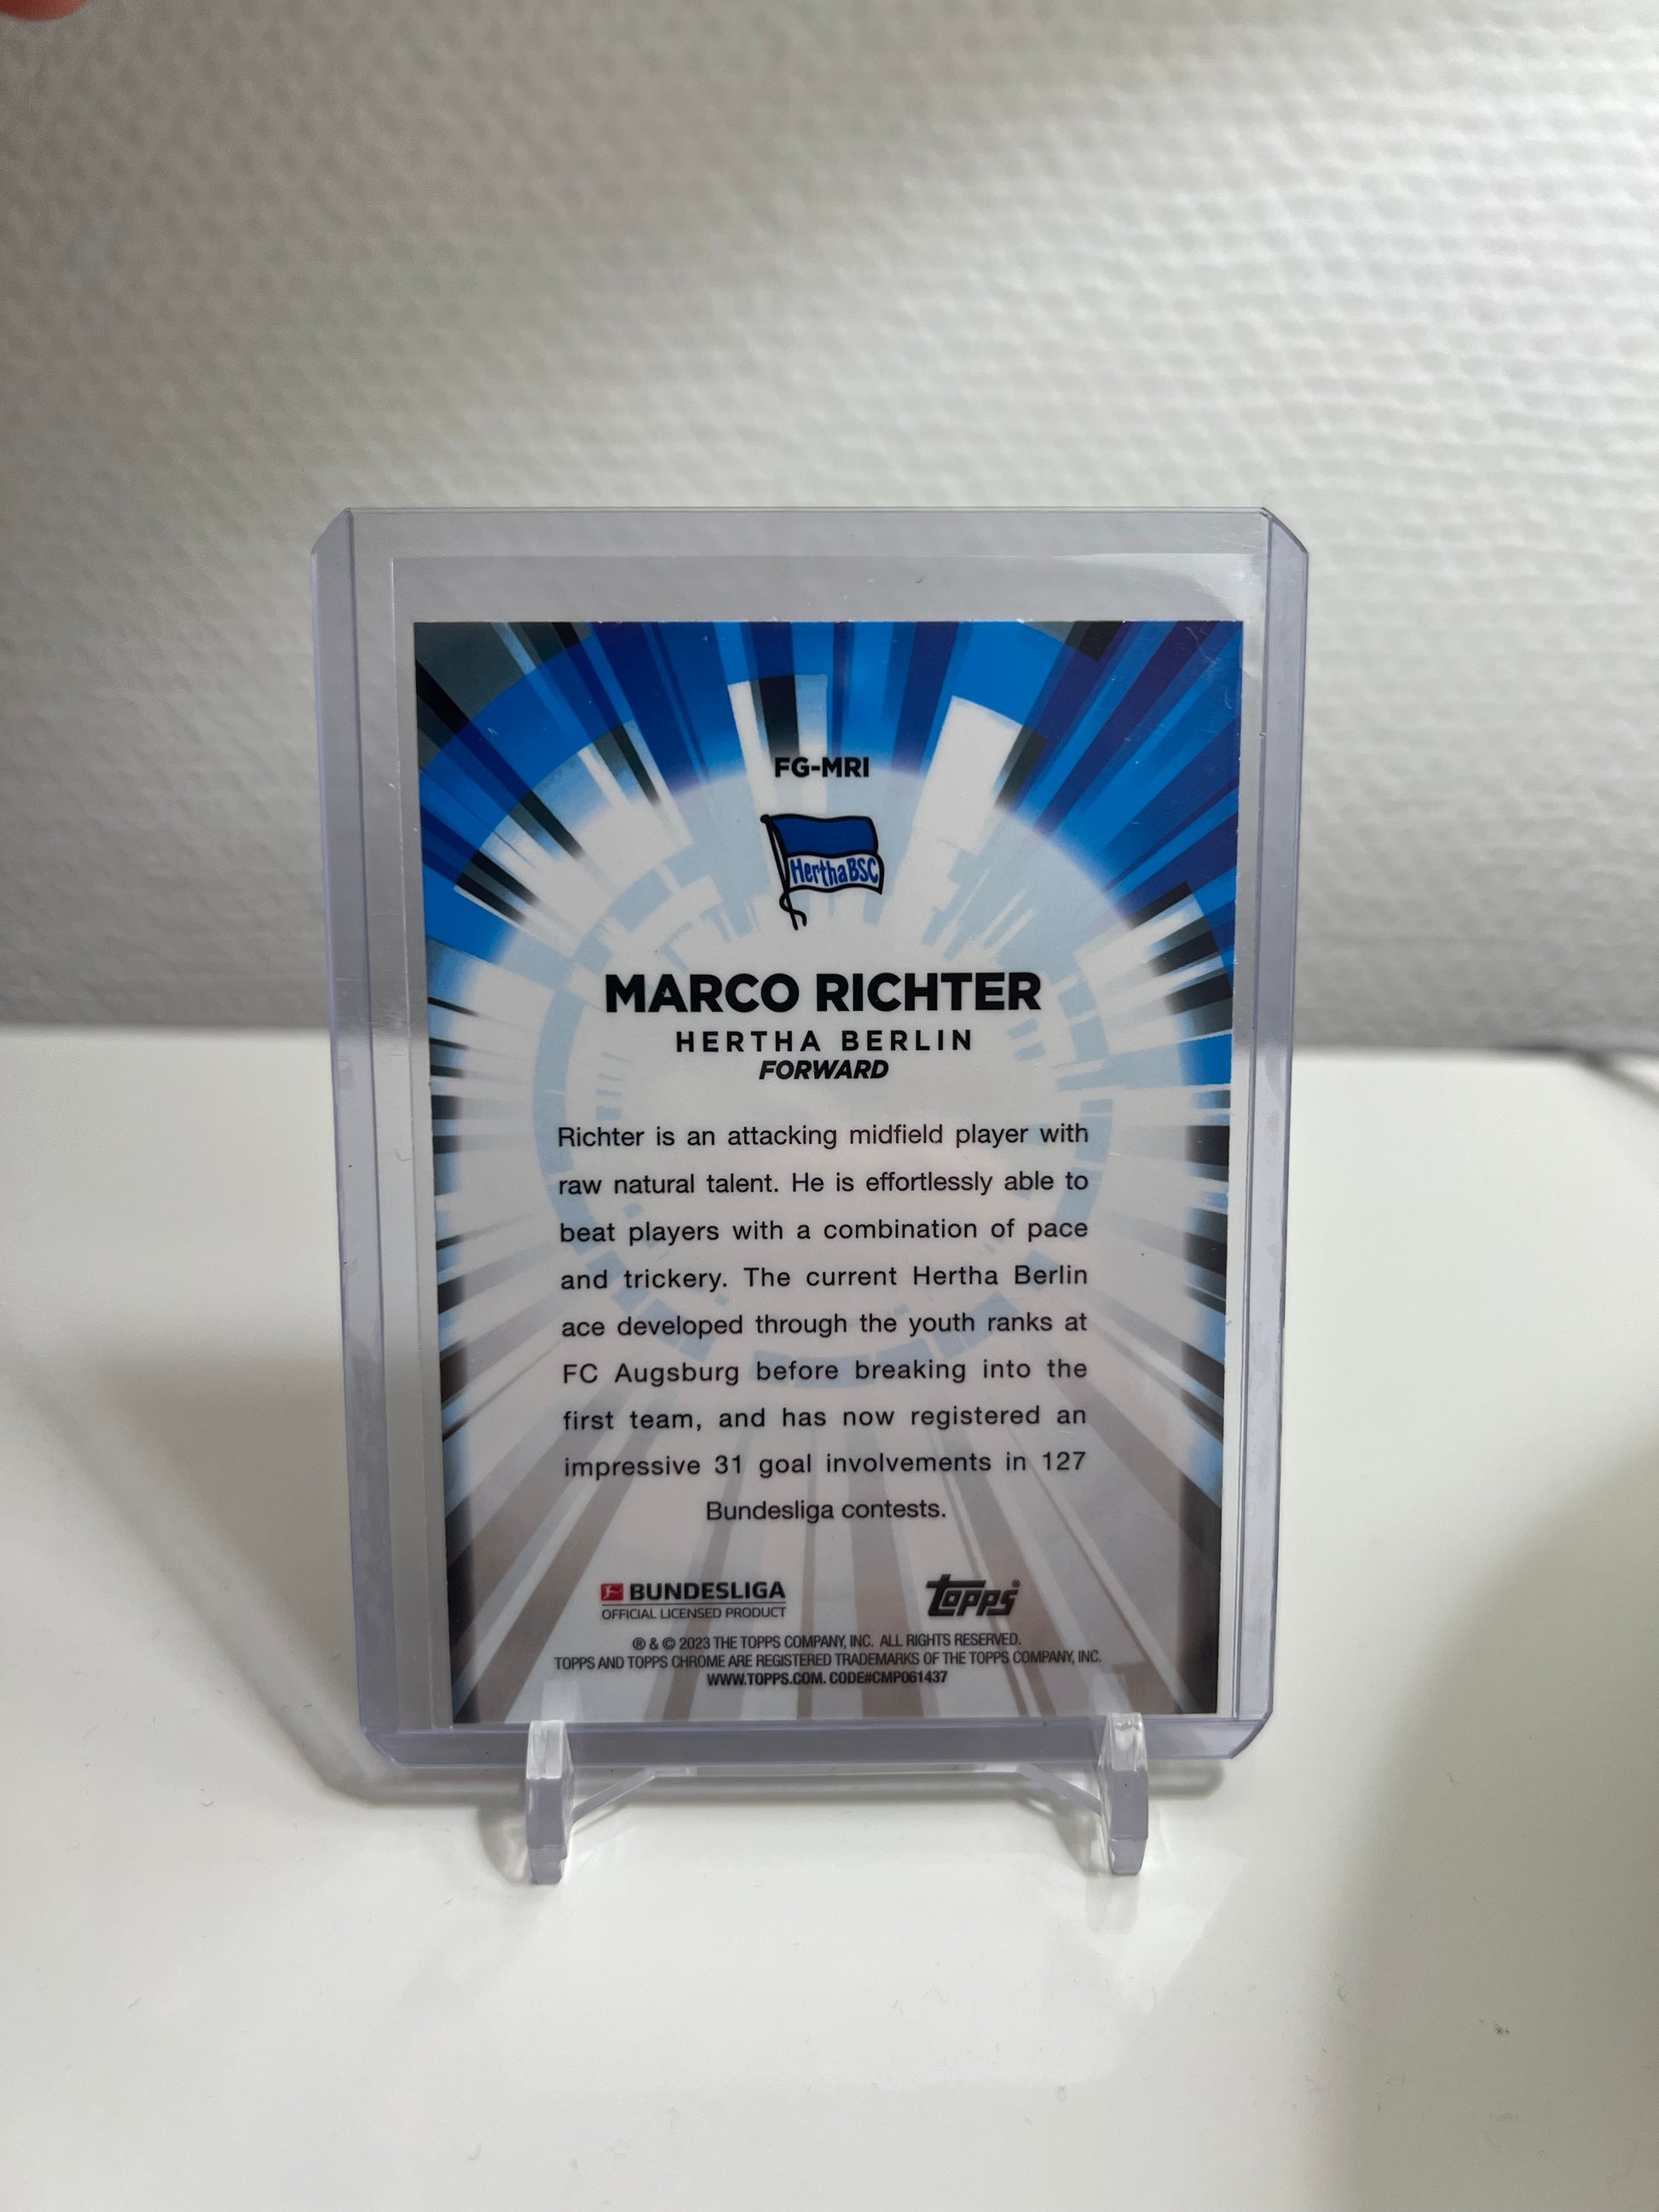 FG-MRI
HerthaBSC
MARCO RICHTER
HERTHA BERLIN
FORWARD
Richter is an attacking midfield player with
raw natural talent. He is effortlessly able to
beat players with a combination of pace
and trickery. The current Hertha Berlin
ace developed through the youth ranks at
FC Augsburg before breaking into the
first team, and has now registered an
impressive 31 goal involvements in 127
Bundesliga contests.
BUNDESLIGA
OFFICIAL LICENSED PRODUCT
topps®
® & © 2023 THE TOPPS COMPANY, INC. ALL RIGHTS RESERVED.
TOPPS AND TOPPS CHROME ARE REGISTERED TRADEMARKS OF THE TOPPS COMPANY, INC.
WWW.TOPPS.COM. CODE#CMP061437